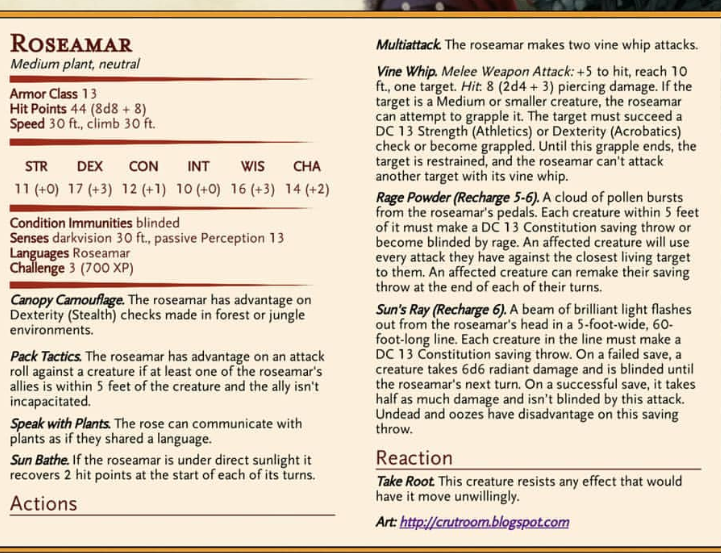 Roseamar
Medium plant, neutral
Armor Class 13
Hit Points 44 (8d8 + 8)
Speed 30 ft., climb 30 ft.
STR DEX CON INT WIS CHA
11 (+0) 17 (+3) 12 (+1) 10 (+0) 16 (+3) 14 (+2)
Condition Immunities blinded
Senses darkvision 30 ft., passive Perception 13
Languages Roseamar
Challenge 3 (700 XP)
Canopy Camouflage. The roseamar has advantage on
Dexterity (Stealth) checks made in forest or jungle
environments.
Pack Tactics. The roseamar has advantage on an attack
roll against a creature if at least one of the roseamar's
allies is within 5 feet of the creature and the ally isn't
incapacitated.
Speak with Plants. The rose can communicate with
plants as if they shared a language.
Sun Bathe. If the roseamar is under direct sunlight it
recovers 2 hit points at the start of each of its turns.
Actions
Multiattack. The roseamar makes two vine whip attacks.
Vine Whip. Melee Weapon Attack: +5 to hit, reach 10
ft., one target. Hit: 8 (2d4 + 3) piercing damage. If the
target is a Medium or smaller creature, the roseamar
can attempt to grapple it. The target must succeed a
DC 13 Strength (Athletics) or Dexterity (Acrobatics)
check or become grappled. Until this grapple ends, the
target is restrained, and the roseamar can't attack
another target with its vine whip.
Rage Powder (Recharge 5-6). A cloud of pollen bursts
from the roseamar's pedals. Each creature within 5 feet
of it must make a DC 13 Constitution saving throw or
become blinded by rage. An affected creature will use
every attack they have against the closest living target
to them. An affected creature can remake their saving
throw at the end of each of their turns.
Sun's Ray (Recharge 6). A beam of brilliant light flashes
out from the roseamar's head in a 5-foot-wide, 60-
foot-long line. Each creature in the line must make a
DC 13 Constitution saving throw. On a failed save, a
creature takes 6d6 radiant damage and is blinded until
the roseamar's next turn. On a successful save, it takes
half as much damage and isn't blinded by this attack.
Undead and oozes have disadvantage on this saving
throw.
Reaction
Take Root. This creature resists any effect that would
have it move unwillingly.
Art: http://crutroom.blogspot.com